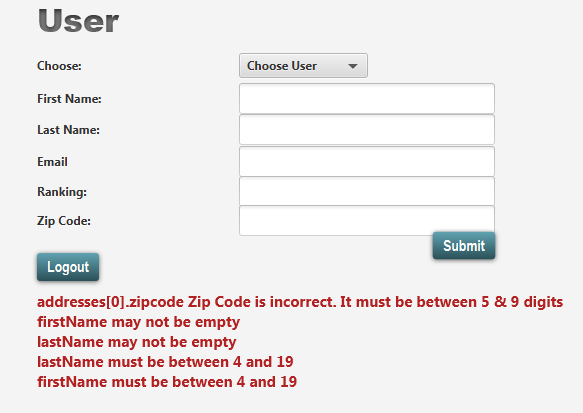 User
Choose:
Choose User
First Name:
Last Name:
Email
Ranking:
Zip Code:
Submit
Logout
addresses[0].zipcode Zip Code is incorrect. It must be between 5 & 9 digits
firstName may not be empty
lastName may not be empty
lastName must be between 4 and 19
firstName must be between 4 and 19